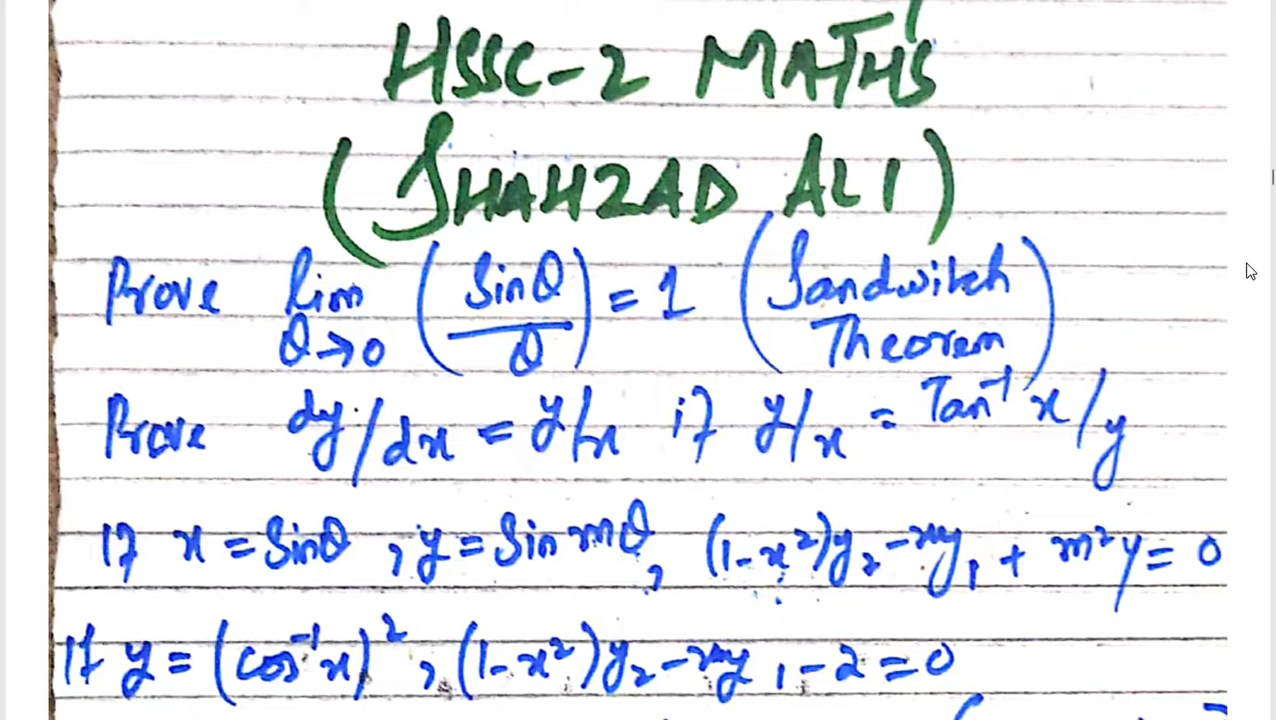 HSSC-2 MATHS
(SHAHZAD ALI)
Prove lim θ→0 (Sinθ/θ) = 1 (Sandwitch Theorem)
Prove dy/dx = y/x if y/x = Tan⁻¹ x/y
If x = Sinθ, y = Sin mθ, (1-x²)y₂ - xy₁ + m²y = 0
If y = (cos⁻¹x)², (1-x²)y₂ - xy₁ - 2 = 0